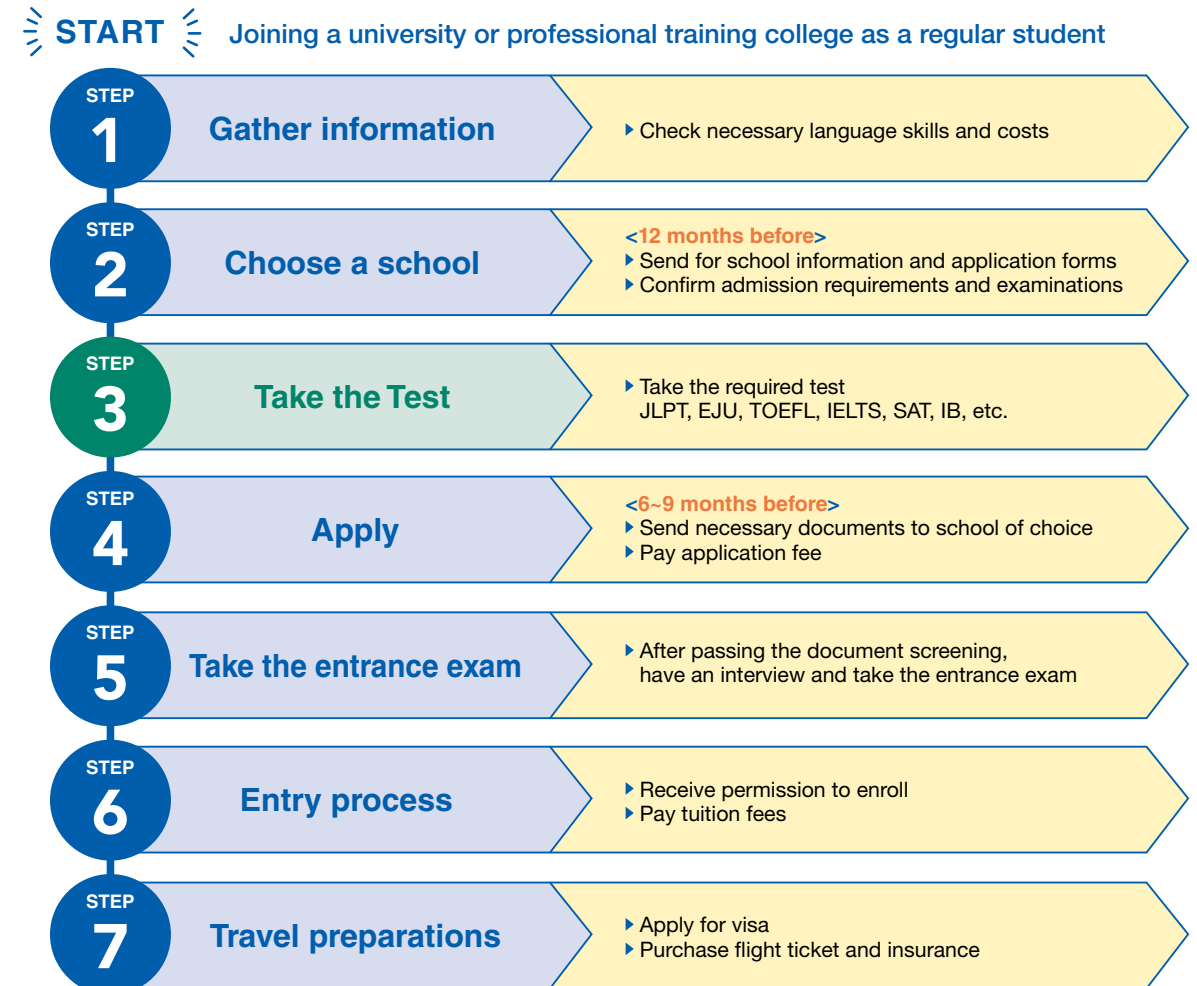 START Joining a university or professional training college as a regular student
STEP
1
Gather information
Check necessary language skills and costs
STEP
2
Choose a school
<12 months before>
Send for school information and application forms
Confirm admission requirements and examinations
STEP
3
Take the Test
Take the required test
JLPT, EJU, TOEFL, IELTS, SAT, IB, etc.
STEP
4
Apply
<6~9 months before>
Send necessary documents to school of choice
Pay application fee
STEP
5
Take the entrance exam
After passing the document screening,
have an interview and take the entrance exam
STEP
6
Entry process
Receive permission to enroll
Pay tuition fees
STEP
7
Travel preparations
Apply for visa
Purchase flight ticket and insurance